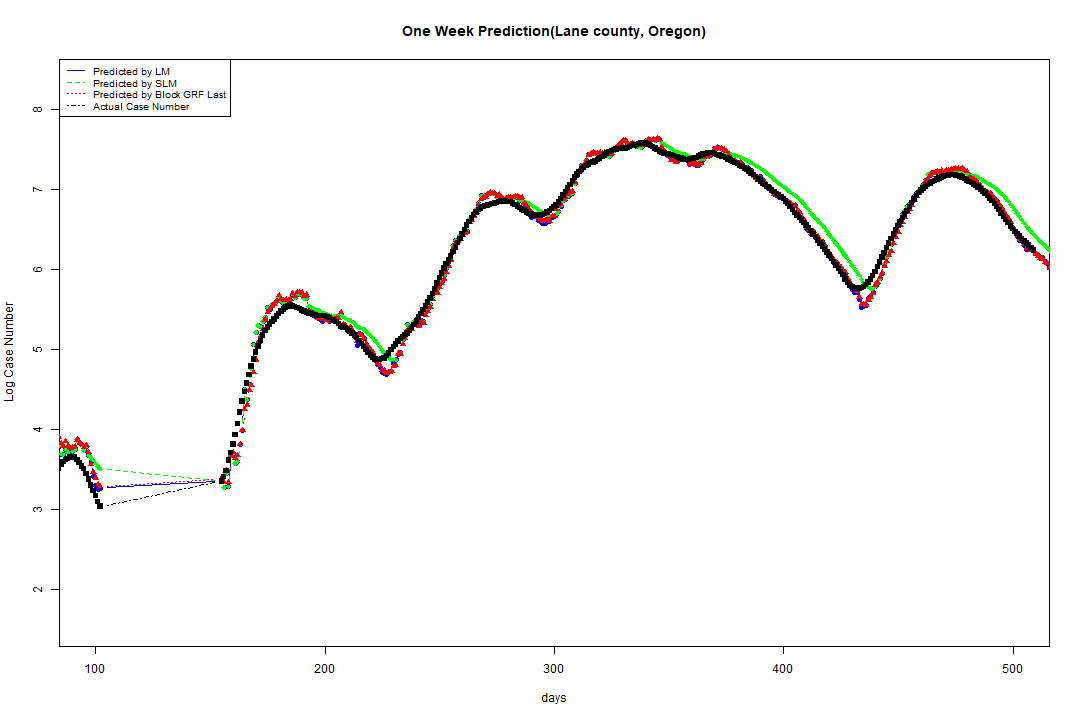 One Week Prediction(Lane county, Oregon)
Predicted by LM
Predicted by SLM
Predicted by Block GRF Last
Actual Case Number
8
7
6
5
4
3
2
Log Case Number
100 200 300 400 500
days